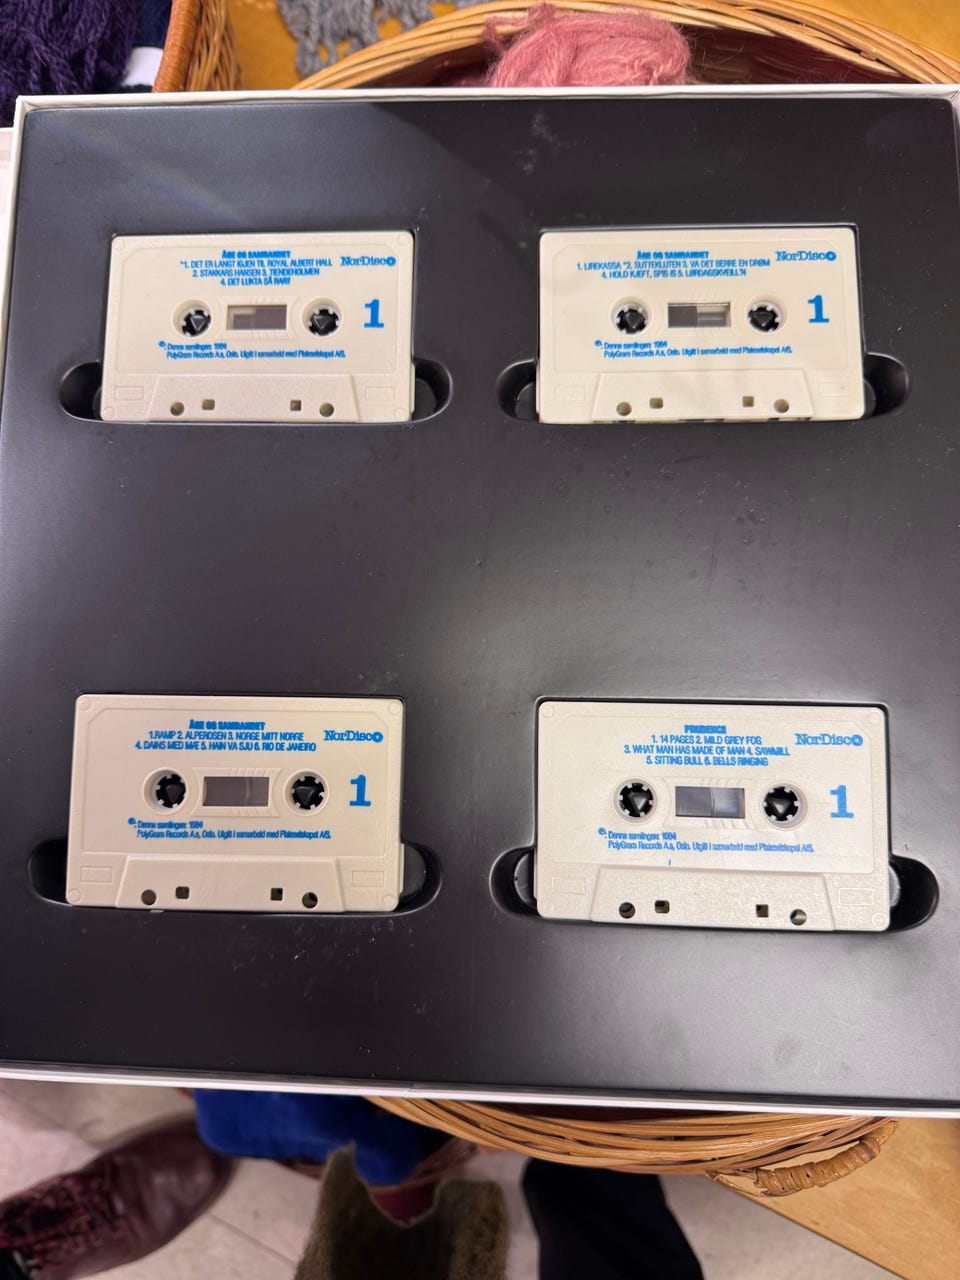 ÅGE OG SAMBANDET
*1. DET ER LANGT IGJEN TIL ROYAL ALBERT HALL
2. STAKKARS HANSEN 3. TIENDEHOLMEN
4. DET LUKTA SÅ RART
NorDisc
1
℗: Denne samlingen: 1984
PolyGram Records A.s, Oslo. Utgitt i samarbeid med Plateselskapet A/S.
ÅGE OG SAMBANDET
1. LIREKASSA *2. SUTTEKLUTEN 3. VA DET BERRE EN DRØM
4. HOLD KJEFT, SPIS IS 5. LØRDAGSKVEILL'N
NorDisc
1
℗: Denne samlingen: 1984
PolyGram Records A.s, Oslo. Utgitt i samarbeid med Plateselskapet A/S.
ÅGE OG SAMBANDET
1.RAMP 2. ALPEROSEN 3. NORGE MITT NORGE
4. DAINS MED MÆ 5. HAIN VA SJU 6. RIO DE JANEIRO
NorDisc
1
℗: Denne samlingen: 1984
PolyGram Records A.s, Oslo. Utgitt i samarbeid med Plateselskapet A/S.
PRUDENCE
1. 14 PAGES 2. MILD GREY FOG
3. WHAT MAN HAS MADE OF MAN 4. SAWMILL
5. SITTING BULL 6. BELLS RINGING
NorDisc
1
℗: Denne samlingen: 1984
PolyGram Records A.s, Oslo. Utgitt i samarbeid med Plateselskapet A/S.